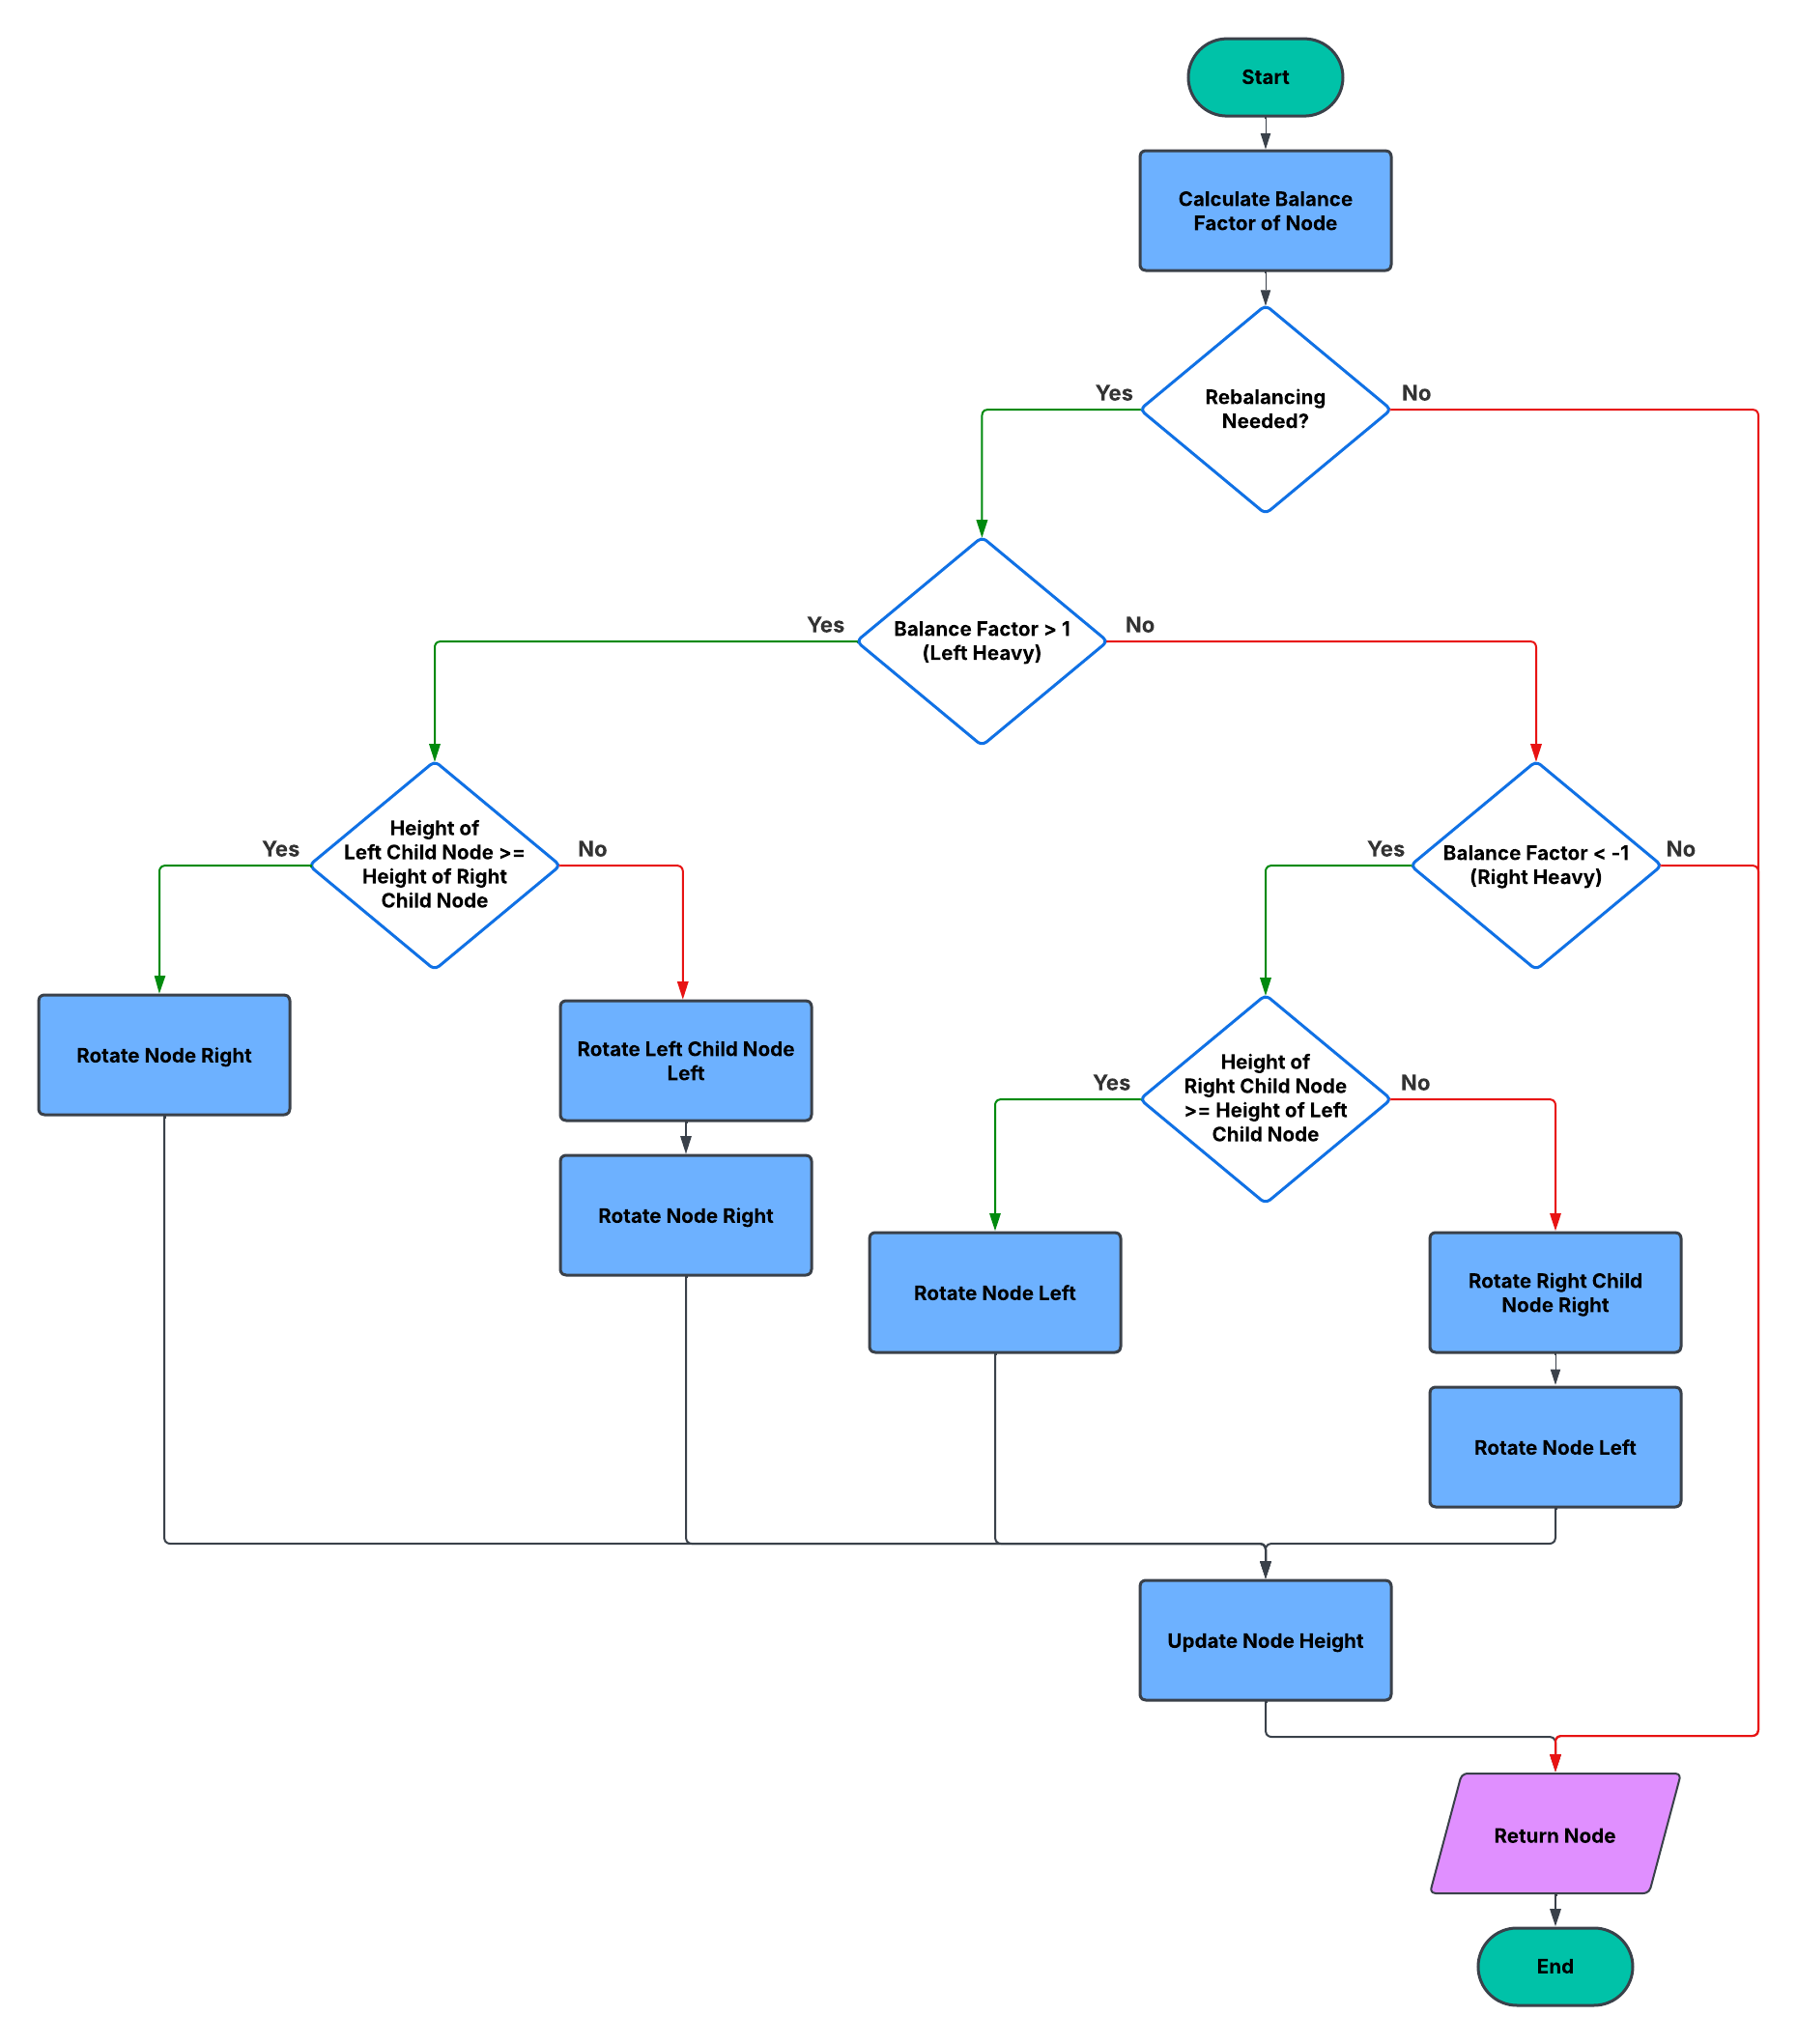 Start
Calculate Balance
Factor of Node
Rebalancing
Needed?
Yes
No
Balance Factor > 1
(Left Heavy)
Yes
No
Height of
Left Child Node >=
Height of Right
Child Node
Yes
No
Balance Factor < -1
(Right Heavy)
Yes
No
Rotate Node Right
Rotate Left Child Node
Left
Rotate Node Right
Height of
Right Child Node
>= Height of Left
Child Node
Yes
No
Rotate Node Left
Rotate Right Child
Node Right
Rotate Node Left
Update Node Height
Return Node
End